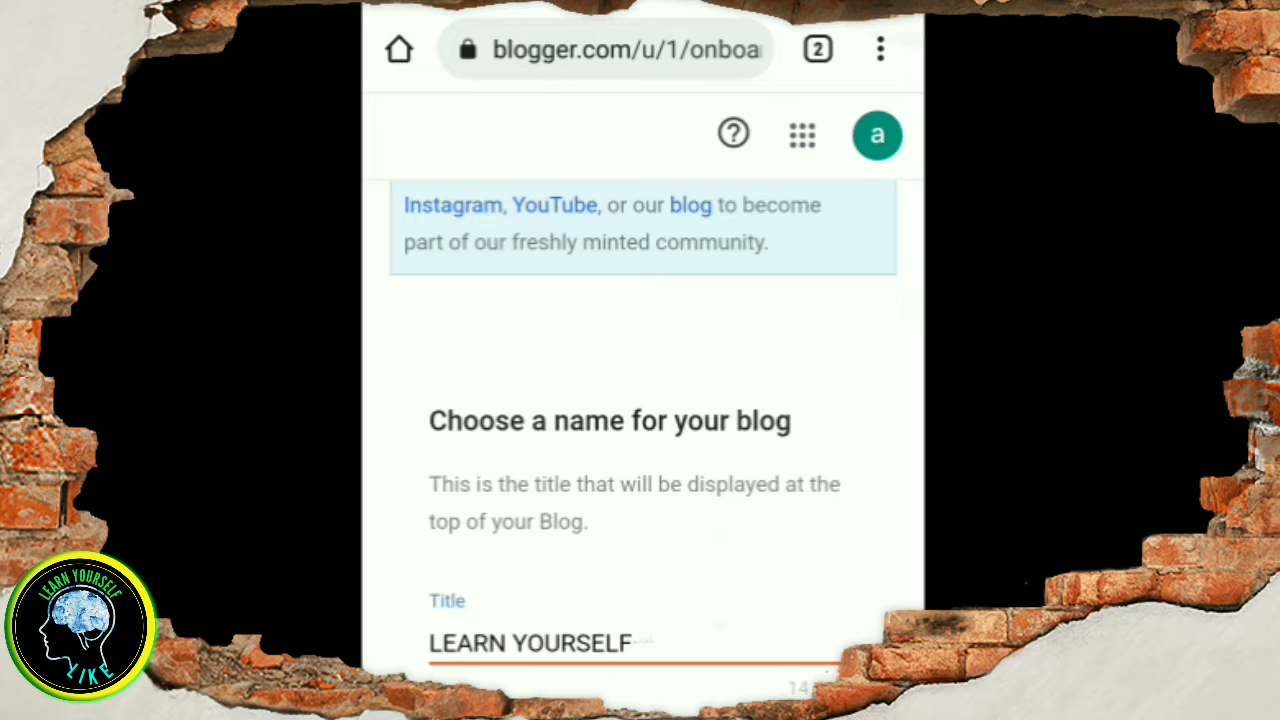 2
blogger.com/u/1/onboa
a
Instagram, YouTube, or our blog to become
part of our freshly minted community.
Choose a name for your blog
This is the title that will be displayed at the
top of your Blog.
Title
LEARN YOURSELF
14
LEARN YOURSELF
LIKE